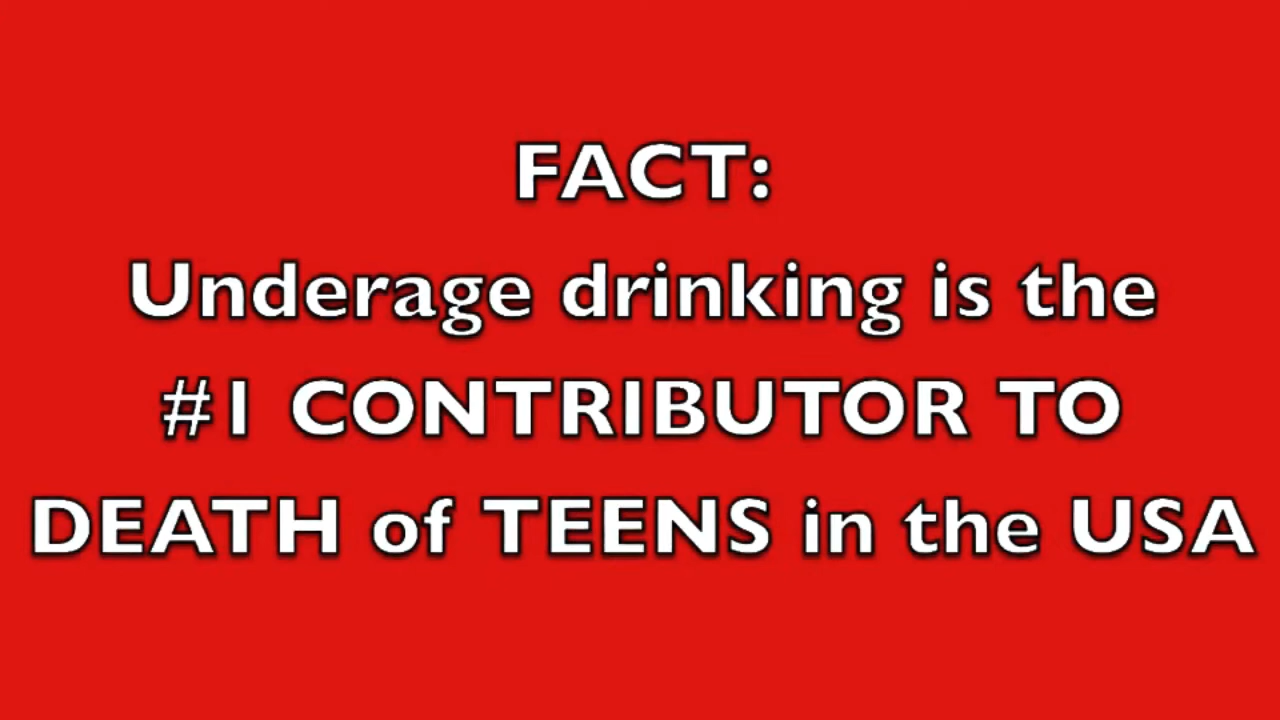 FACT:
Underage drinking is the
#1 CONTRIBUTOR TO
DEATH of TEENS in the USA